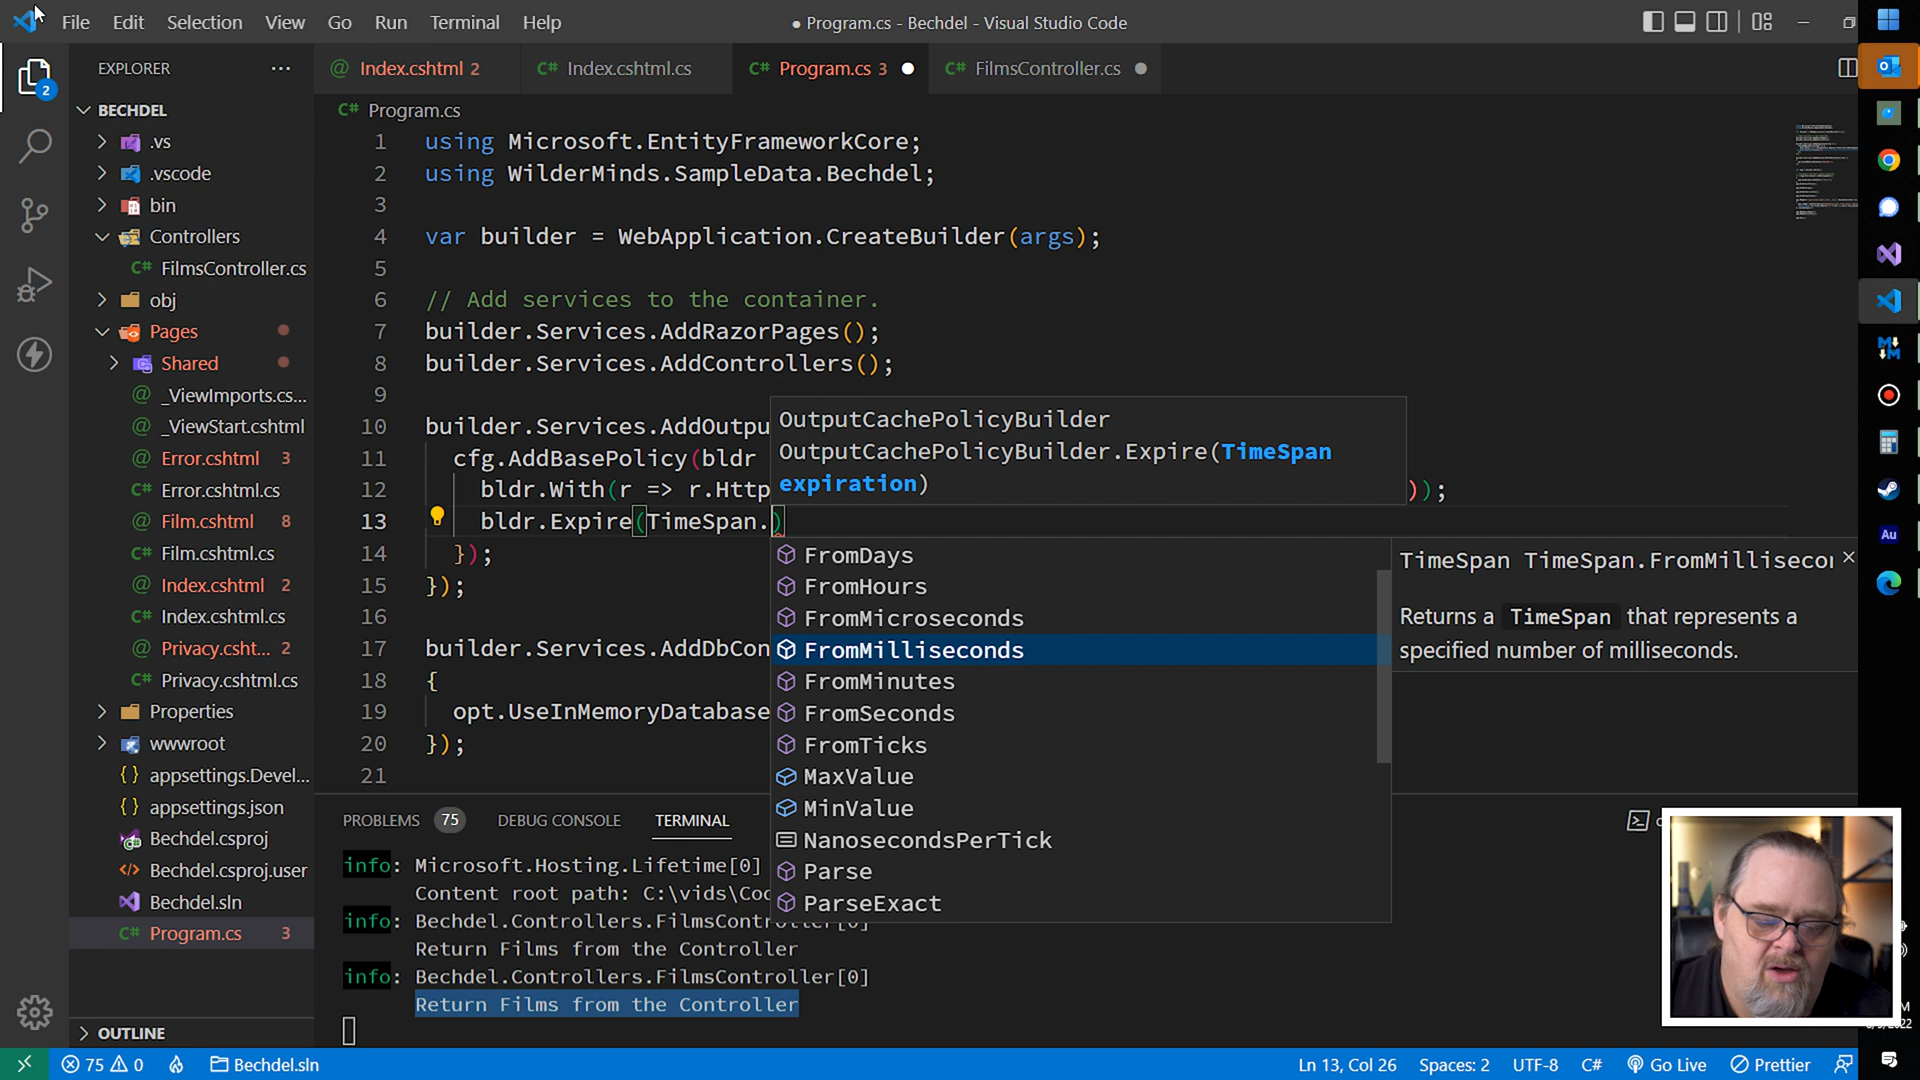 File Edit Selection View Go Run Terminal Help
● Program.cs - Bechdel - Visual Studio Code
EXPLORER
BECHDEL
.vs
.vscode
bin
Controllers
FilmsController.cs
obj
Pages
Shared
_ViewImports.cs...
_ViewStart.cshtml
Error.cshtml 3
Error.cshtml.cs
Film.cshtml 8
Film.cshtml.cs
Index.cshtml 2
Index.cshtml.cs
Privacy.csht... 2
Privacy.cshtml.cs
Properties
wwwroot
appsettings.Devel...
appsettings.json
Bechdel.csproj
Bechdel.csproj.user
Bechdel.sln
Program.cs 3
OUTLINE
2
@ Index.cshtml 2 C# Index.cshtml.cs C# Program.cs 3 C# FilmsController.cs
C# Program.cs
1 using Microsoft.EntityFrameworkCore;
2 using WilderMinds.SampleData.Bechdel;
3
4 var builder = WebApplication.CreateBuilder(args);
5
6 // Add services to the container.
7 builder.Services.AddRazorPages();
8 builder.Services.AddControllers();
9
10 builder.Services.AddOutpu
11 cfg.AddBasePolicy(bldr
12 bldr.With(r => r.Http ));
13 bldr.Expire(TimeSpan.)
14 });
15 });
16
17 builder.Services.AddDbCon
18 {
19 opt.UseInMemoryDatabase
20 });
21
OutputCachePolicyBuilder
OutputCachePolicyBuilder.Expire(TimeSpan
expiration)
FromDays
FromHours
FromMicroseconds
FromMilliseconds
FromMinutes
FromSeconds
FromTicks
MaxValue
MinValue
NanosecondsPerTick
Parse
ParseExact
TimeSpan TimeSpan.FromMillisecon
Returns a TimeSpan that represents a
specified number of milliseconds.
PROBLEMS 75 DEBUG CONSOLE TERMINAL
info: Microsoft.Hosting.Lifetime[0]
Content root path: C:\vids\Cod
info: Bechdel.Controllers.FilmsController[0]
Return Films from the Controller
info: Bechdel.Controllers.FilmsController[0]
Return Films from the Controller
75 0 Bechdel.sln
Ln 13, Col 26 Spaces: 2 UTF-8 C# Go Live Prettier